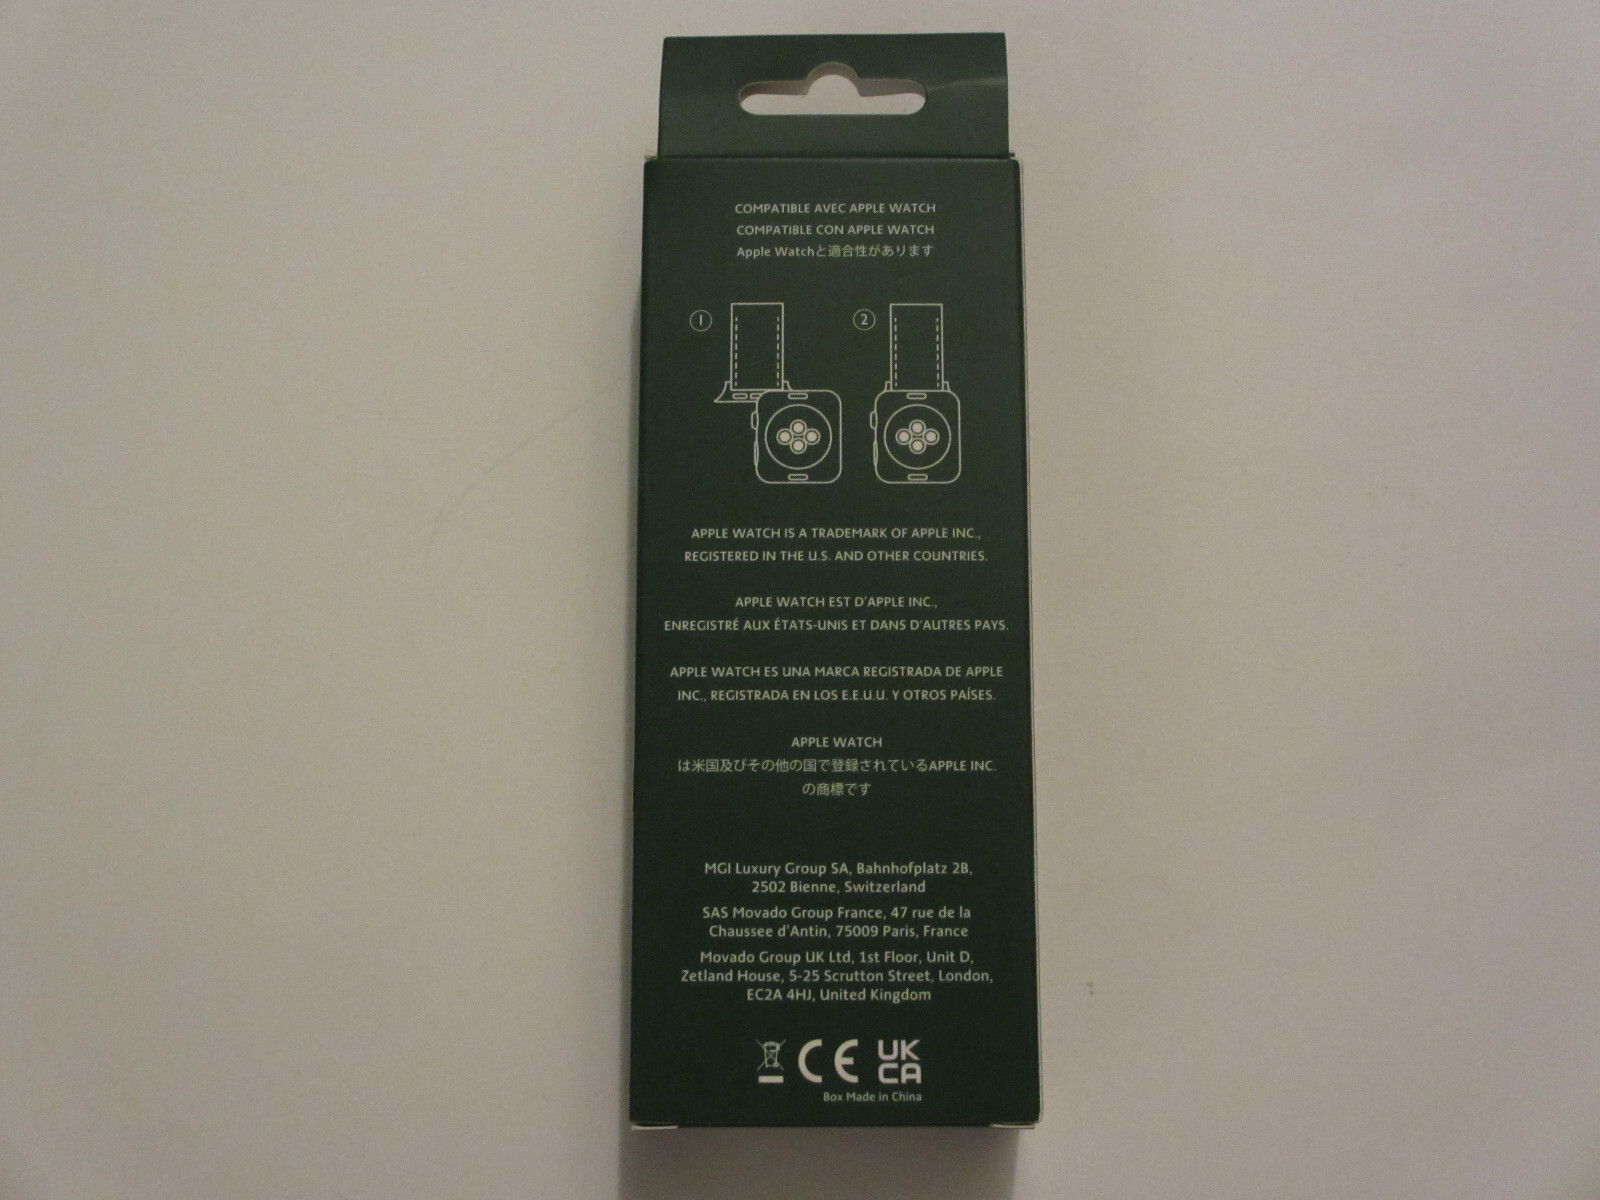 COMPATIBLE AVEC APPLE WATCH
COMPATIBLE CON APPLE WATCH
Apple Watchと適合性があります
1
2
APPLE WATCH IS A TRADEMARK OF APPLE INC.,
REGISTERED IN THE U.S. AND OTHER COUNTRIES.
APPLE WATCH EST D'APPLE INC.,
ENREGISTRÉ AUX ÉTATS-UNIS ET DANS D'AUTRES PAYS.
APPLE WATCH ES UNA MARCA REGISTRADA DE APPLE
INC., REGISTRADA EN LOS E.E.U.U. Y OTROS PAÍSES.
APPLE WATCH
は米国及びその他の国で登録されているAPPLE INC.
の商標です
MGI Luxury Group SA, Bahnhofplatz 2B,
2502 Bienne, Switzerland
SAS Movado Group France, 47 rue de la
Chaussee d'Antin, 75009 Paris, France
Movado Group UK Ltd, 1st Floor, Unit D,
Zetland House, 5-25 Scrutton Street, London,
EC2A 4HJ, United Kingdom
CE UK
CA
Box Made in China